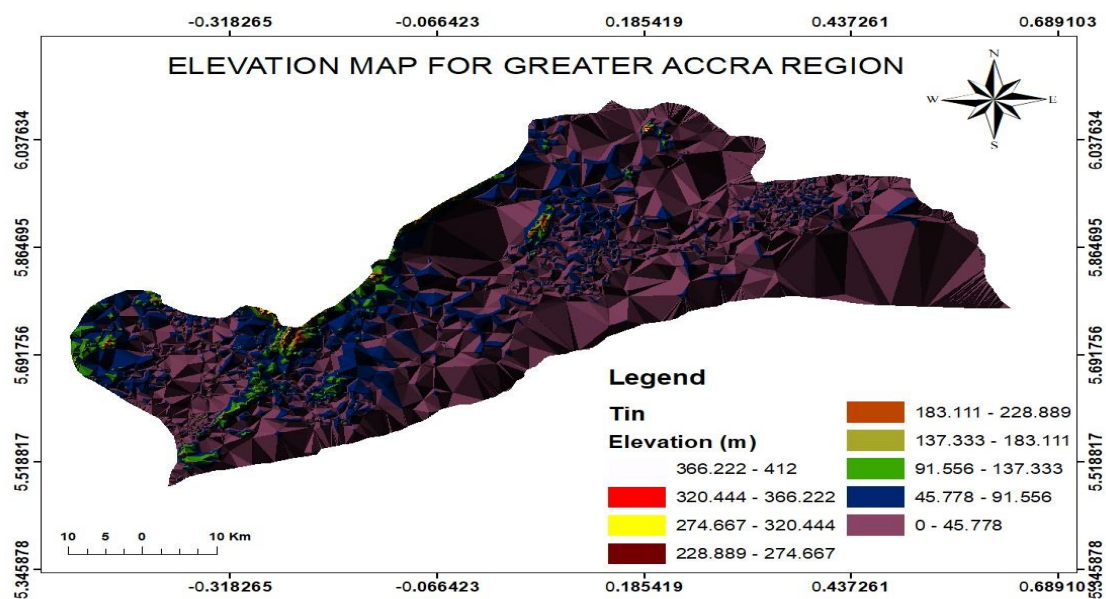 -0.318265 -0.066423 0.185419 0.437261 0.689103
ELEVATION MAP FOR GREATER ACCRA REGION
N
W E
S
6.037634 6.037634
5.864695 5.864695
5.691756 5.691756
5.518817 5.518817
5.345878 5.345878
Legend
Tin
Elevation (m)
366.222 - 412
320.444 - 366.222
274.667 - 320.444
228.889 - 274.667
183.111 - 228.889
137.333 - 183.111
91.556 - 137.333
45.778 - 91.556
0 - 45.778
10 5 0 10 Km
-0.318265 -0.066423 0.185419 0.437261 0.689103